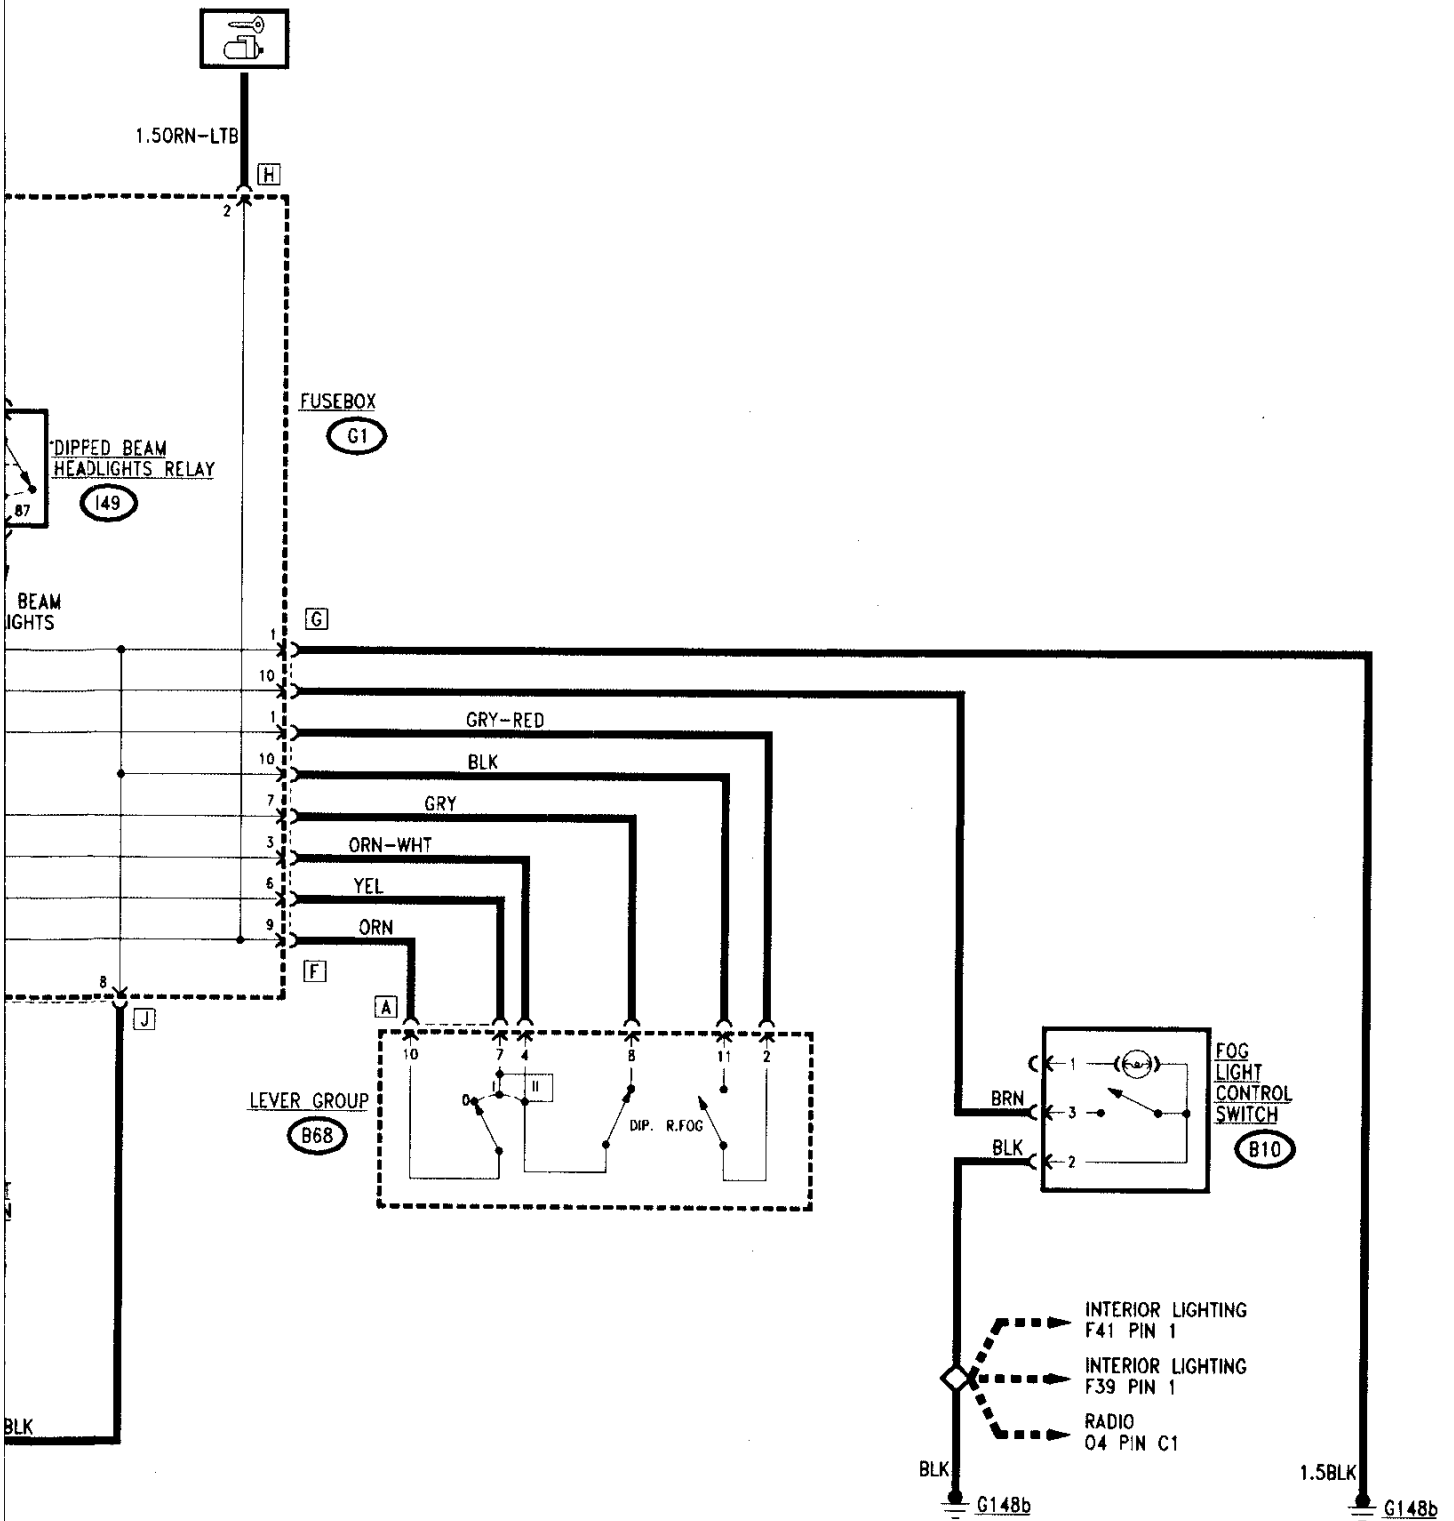 1.5ORN-LTB
H
2
FUSEBOX
G1
DIPPED BEAM
HEADLIGHTS RELAY
I49
87
BEAM
IGHTS
G
1
10
1
GRY-RED
10
BLK
7
GRY
3
ORN-WHT
6
YEL
9
ORN
F
8
J
A
10
7
4
8
11
2
LEVER GROUP
B68
0
I
II
DIP.
R.FOG
FOG
LIGHT
CONTROL
SWITCH
B10
1
BRN
3
BLK
2
INTERIOR LIGHTING
F41 PIN 1
INTERIOR LIGHTING
F39 PIN 1
RADIO
O4 PIN C1
BLK
BLK
G148b
1.5BLK
G148b